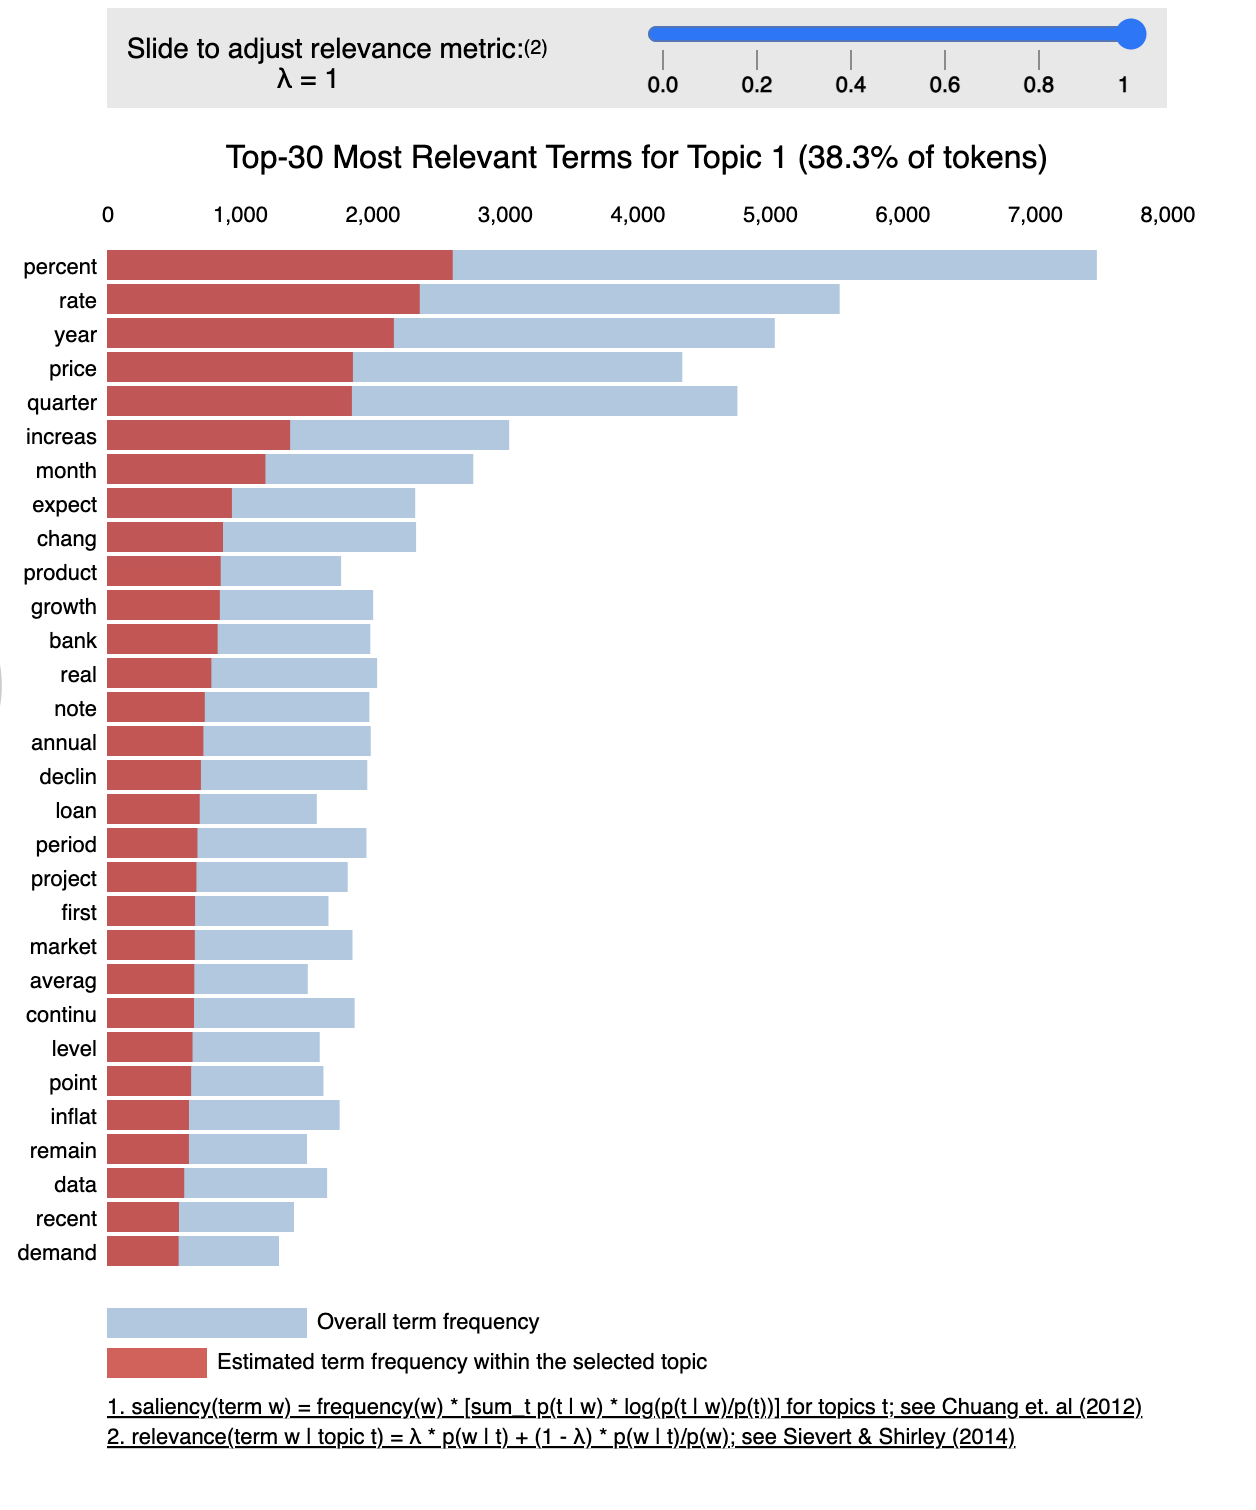 Slide to adjust relevance metric:(2)
λ = 1
0.0 0.2 0.4 0.6 0.8 1
Top-30 Most Relevant Terms for Topic 1 (38.3% of tokens)
0 1,000 2,000 3,000 4,000 5,000 6,000 7,000 8,000
percent
rate
year
price
quarter
increas
month
expect
chang
product
growth
bank
real
note
annual
declin
loan
period
project
first
market
averag
continu
level
point
inflat
remain
data
recent
demand
Overall term frequency
Estimated term frequency within the selected topic
1. saliency(term w) = frequency(w) * [sum_t p(t | w) * log(p(t | w)/p(t))] for topics t; see Chuang et. al (2012)
2. relevance(term w | topic t) = λ * p(w | t) + (1 - λ) * p(w | t)/p(w); see Sievert & Shirley (2014)